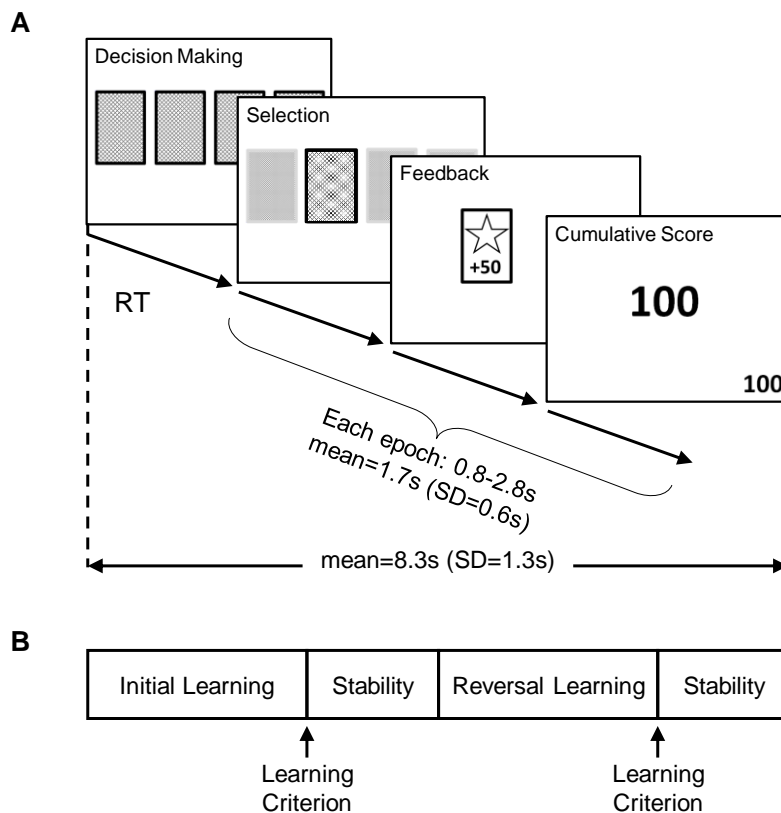 A
Decision Making
Selection
Feedback
+50
Cumulative Score
100
100
RT
Each epoch: 0.8-2.8s
mean=1.7s (SD=0.6s)
mean=8.3s (SD=1.3s)
B
Initial Learning
Stability
Reversal Learning
Stability
Learning
Criterion
Learning
Criterion